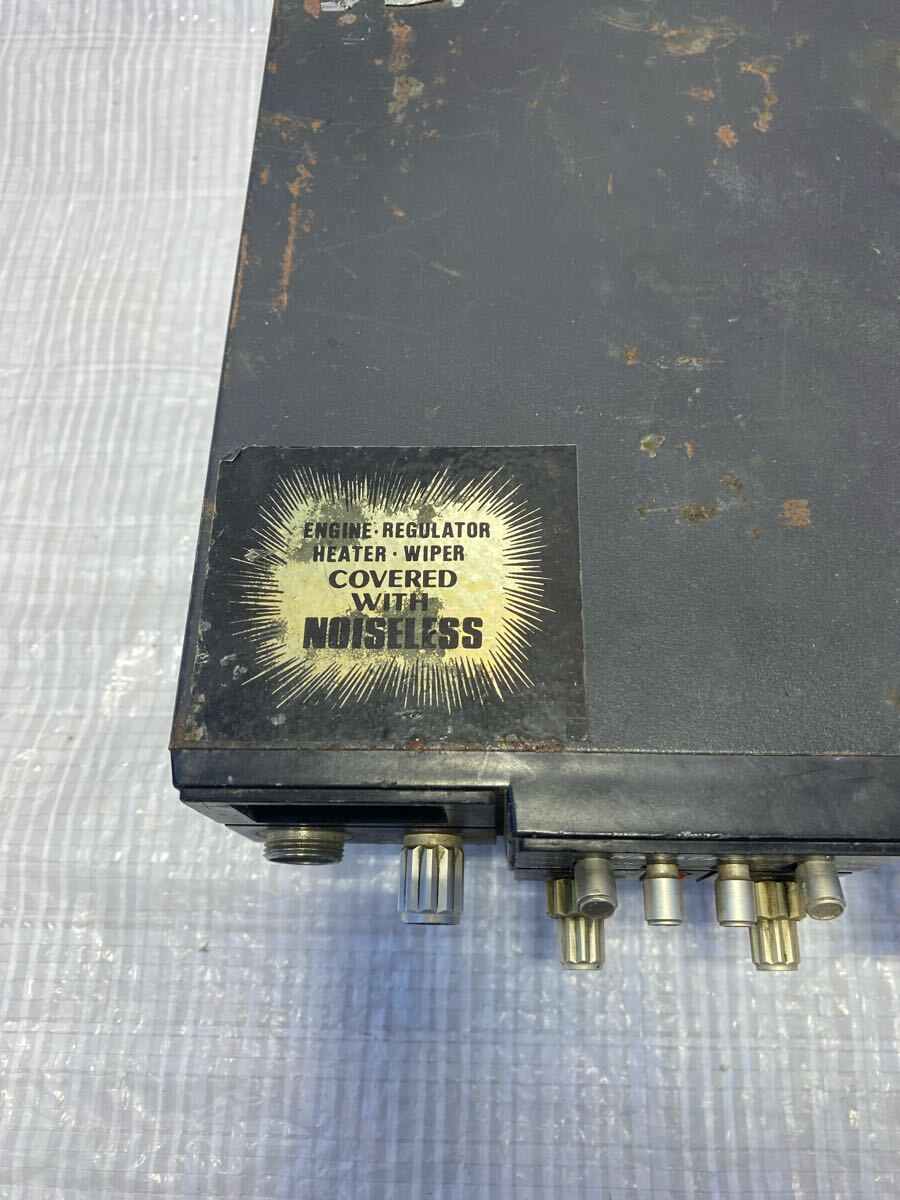 ENGINE·REGULATOR
HEATER·WIPER
COVERED
WITH
NOISELESS